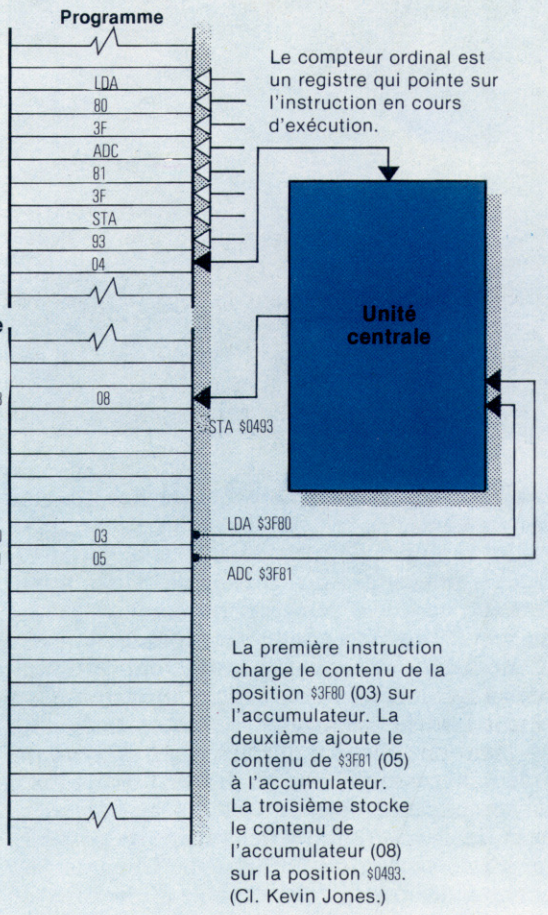 Programme
Le compteur ordinal est
un registre qui pointe sur
l'instruction en cours
d'exécution.
LDA
80
3F
ADC
81
3F
STA
93
04
Unité
centrale
08
STA $0493
03
LDA $3F80
05
ADC $3F81
La première instruction
charge le contenu de la
position $3F80 (03) sur
l'accumulateur. La
deuxième ajoute le
contenu de $3F81 (05)
à l'accumulateur.
La troisième stocke
le contenu de
l'accumulateur (08)
sur la position $0493.
(Cl. Kevin Jones.)